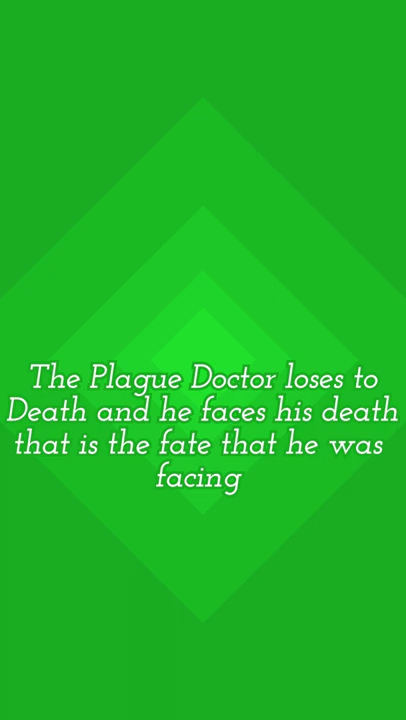 The Plague Doctor loses to
Death and he faces his death
that is the fate that he was
facing